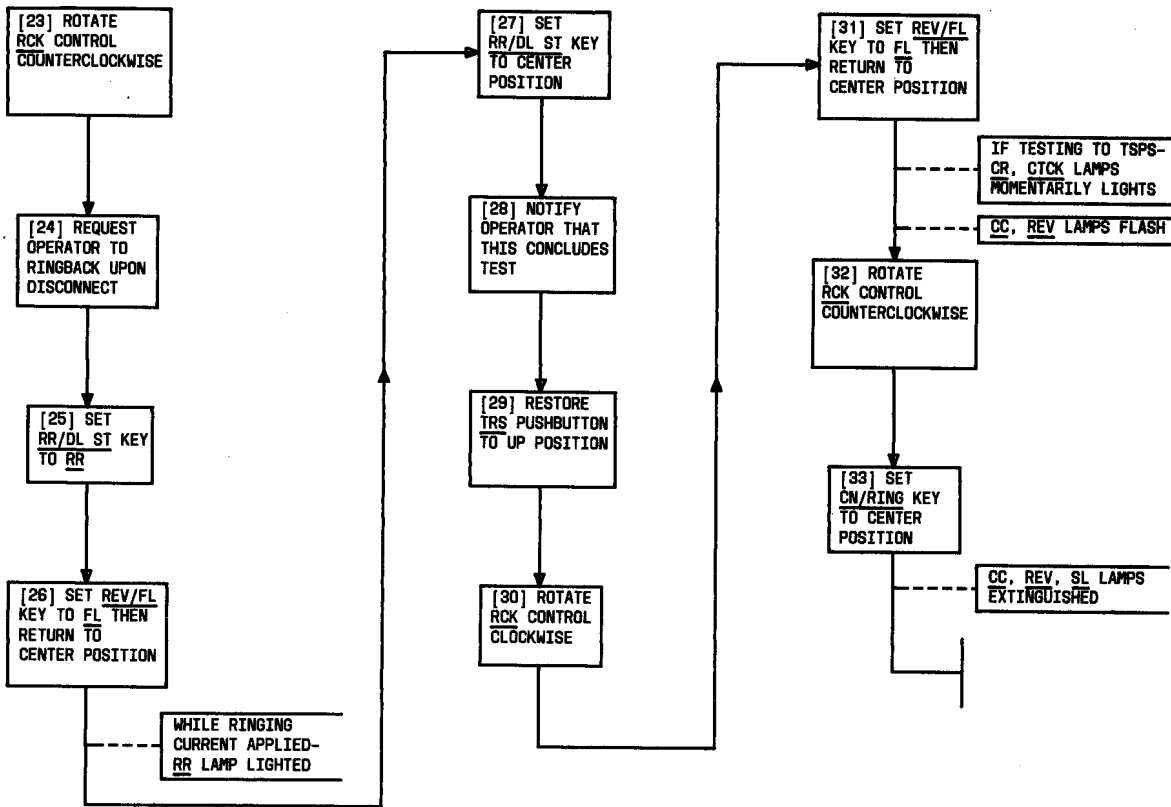 [23] ROTATE
RCK CONTROL
COUNTERCLOCKWISE
[24] REQUEST
OPERATOR TO
RINGBACK UPON
DISCONNECT
[25] SET
RR/DL ST KEY
TO RR
[26] SET REV/FL
KEY TO FL THEN
RETURN TO
CENTER POSITION
WHILE RINGING
CURRENT APPLIED-
RR LAMP LIGHTED
[27] SET
RR/DL ST KEY
TO CENTER
POSITION
[28] NOTIFY
OPERATOR THAT
THIS CONCLUDES
TEST
[29] RESTORE
TRS PUSHBUTTON
TO UP POSITION
[30] ROTATE
RCK CONTROL
CLOCKWISE
[31] SET REV/FL
KEY TO FL THEN
RETURN TO
CENTER POSITION
IF TESTING TO TSPS-
CR, CTCK LAMPS
MOMENTARILY LIGHTS
CC, REV LAMPS FLASH
[32] ROTATE
RCK CONTROL
COUNTERCLOCKWISE
[33] SET
CN/RING KEY
TO CENTER
POSITION
CC, REV, SL LAMPS
EXTINGUISHED